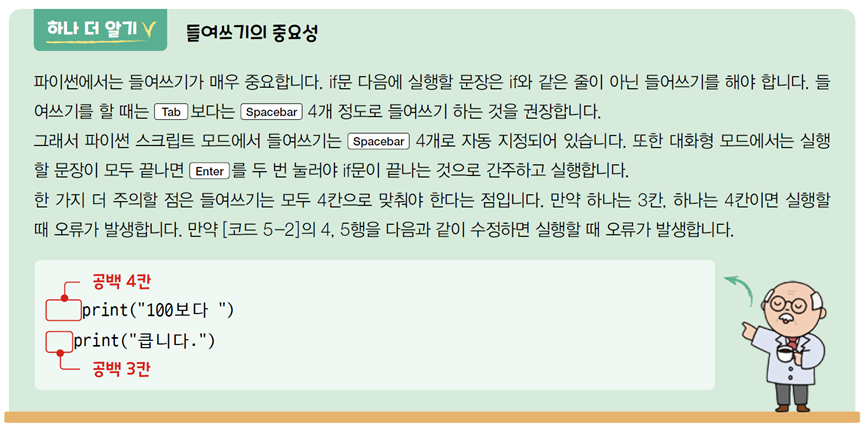 하나 더 알기
들여쓰기의 중요성
파이썬에서는 들여쓰기가 매우 중요합니다. if문 다음에 실행할 문장은 if와 같은 줄이 아닌 들어쓰기를 해야 합니다. 들
여쓰기를 할 때는 Tab 보다는 Spacebar 4개 정도로 들여쓰기 하는 것을 권장합니다.
그래서 파이썬 스크립트 모드에서 들여쓰기는 Spacebar 4개로 자동 지정되어 있습니다. 또한 대화형 모드에서는 실행
할 문장이 모두 끝나면 Enter 를 두 번 눌러야 if문이 끝나는 것으로 간주하고 실행합니다.
한 가지 더 주의할 점은 들여쓰기는 모두 4칸으로 맞춰야 한다는 점입니다. 만약 하나는 3칸, 하나는 4칸이면 실행할
때 오류가 발생합니다. 만약 [코드 5-2]의 4, 5행을 다음과 같이 수정하면 실행할 때 오류가 발생합니다.
공백 4칸
print("100보다 ")
print("큽니다.")
공백 3칸